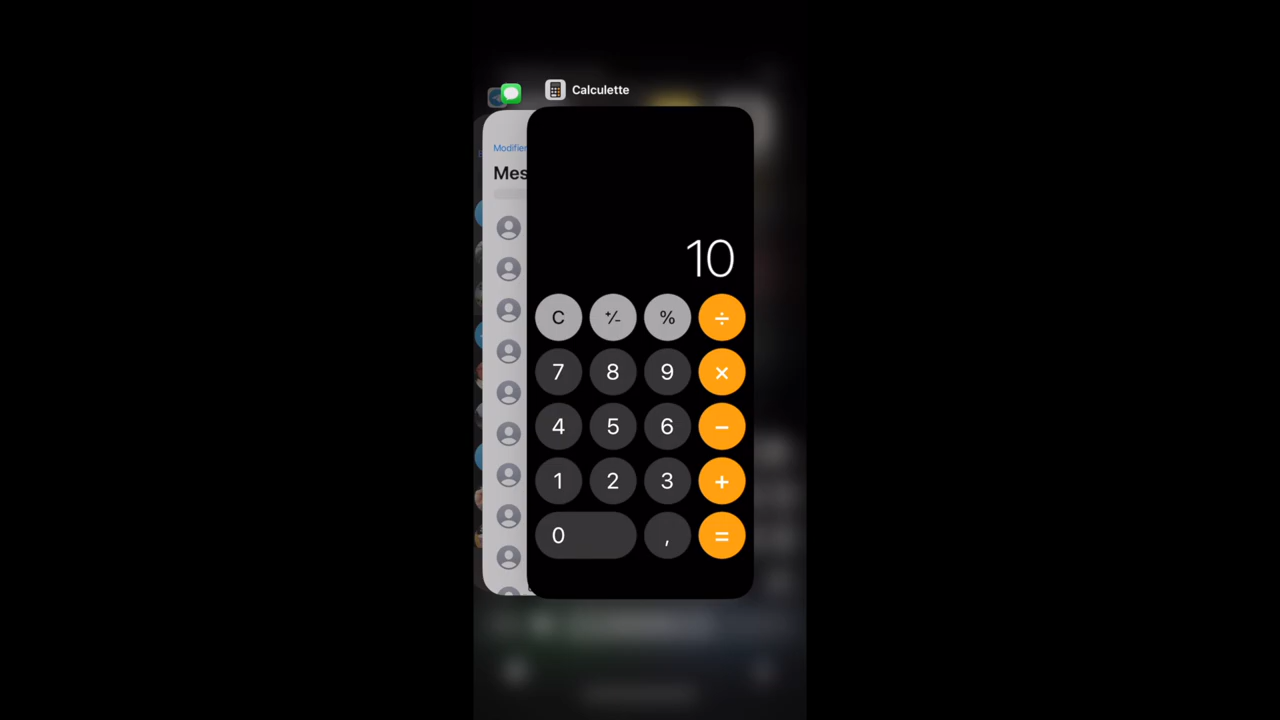 Calculette
Modifier
Mes
10
C +/- % ÷
7 8 9 ×
4 5 6 −
1 2 3 +
0 , =